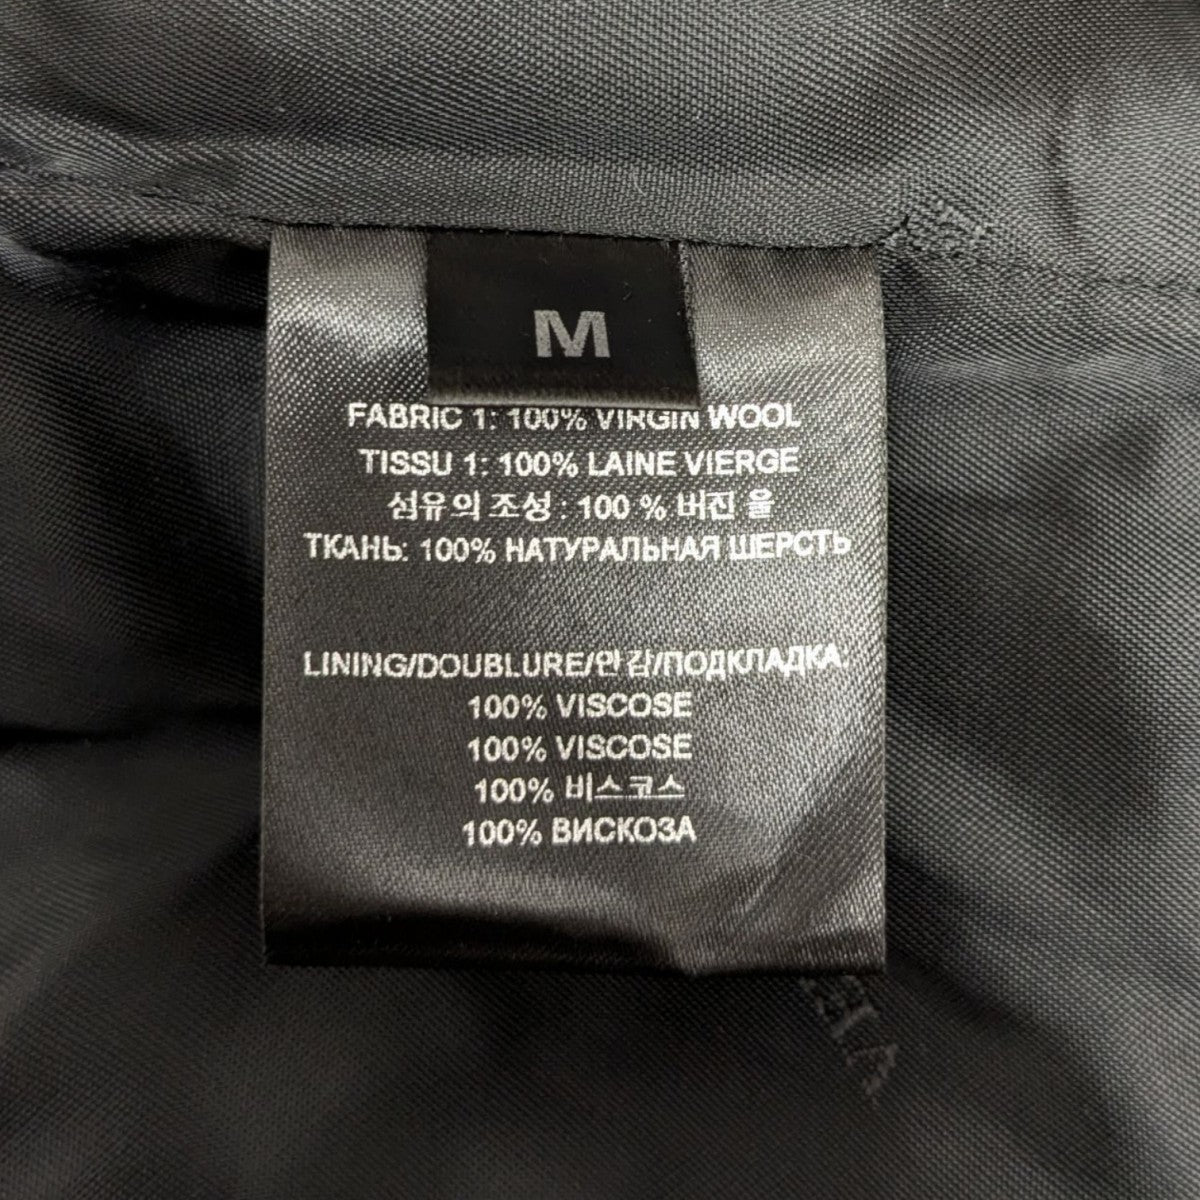 M
FABRIC 1: 100% VIRGIN WOOL
TISSU 1: 100% LAINE VIERGE
섬유의 조성 : 100 % 버진 울
ТКАНЬ: 100% НАТУРАЛЬНАЯ ШЕРСТЬ
LINING/DOUBLURE/안감/ПОДКЛАДКА:
100% VISCOSE
100% VISCOSE
100% 비스코스
100% ВИСКОЗА